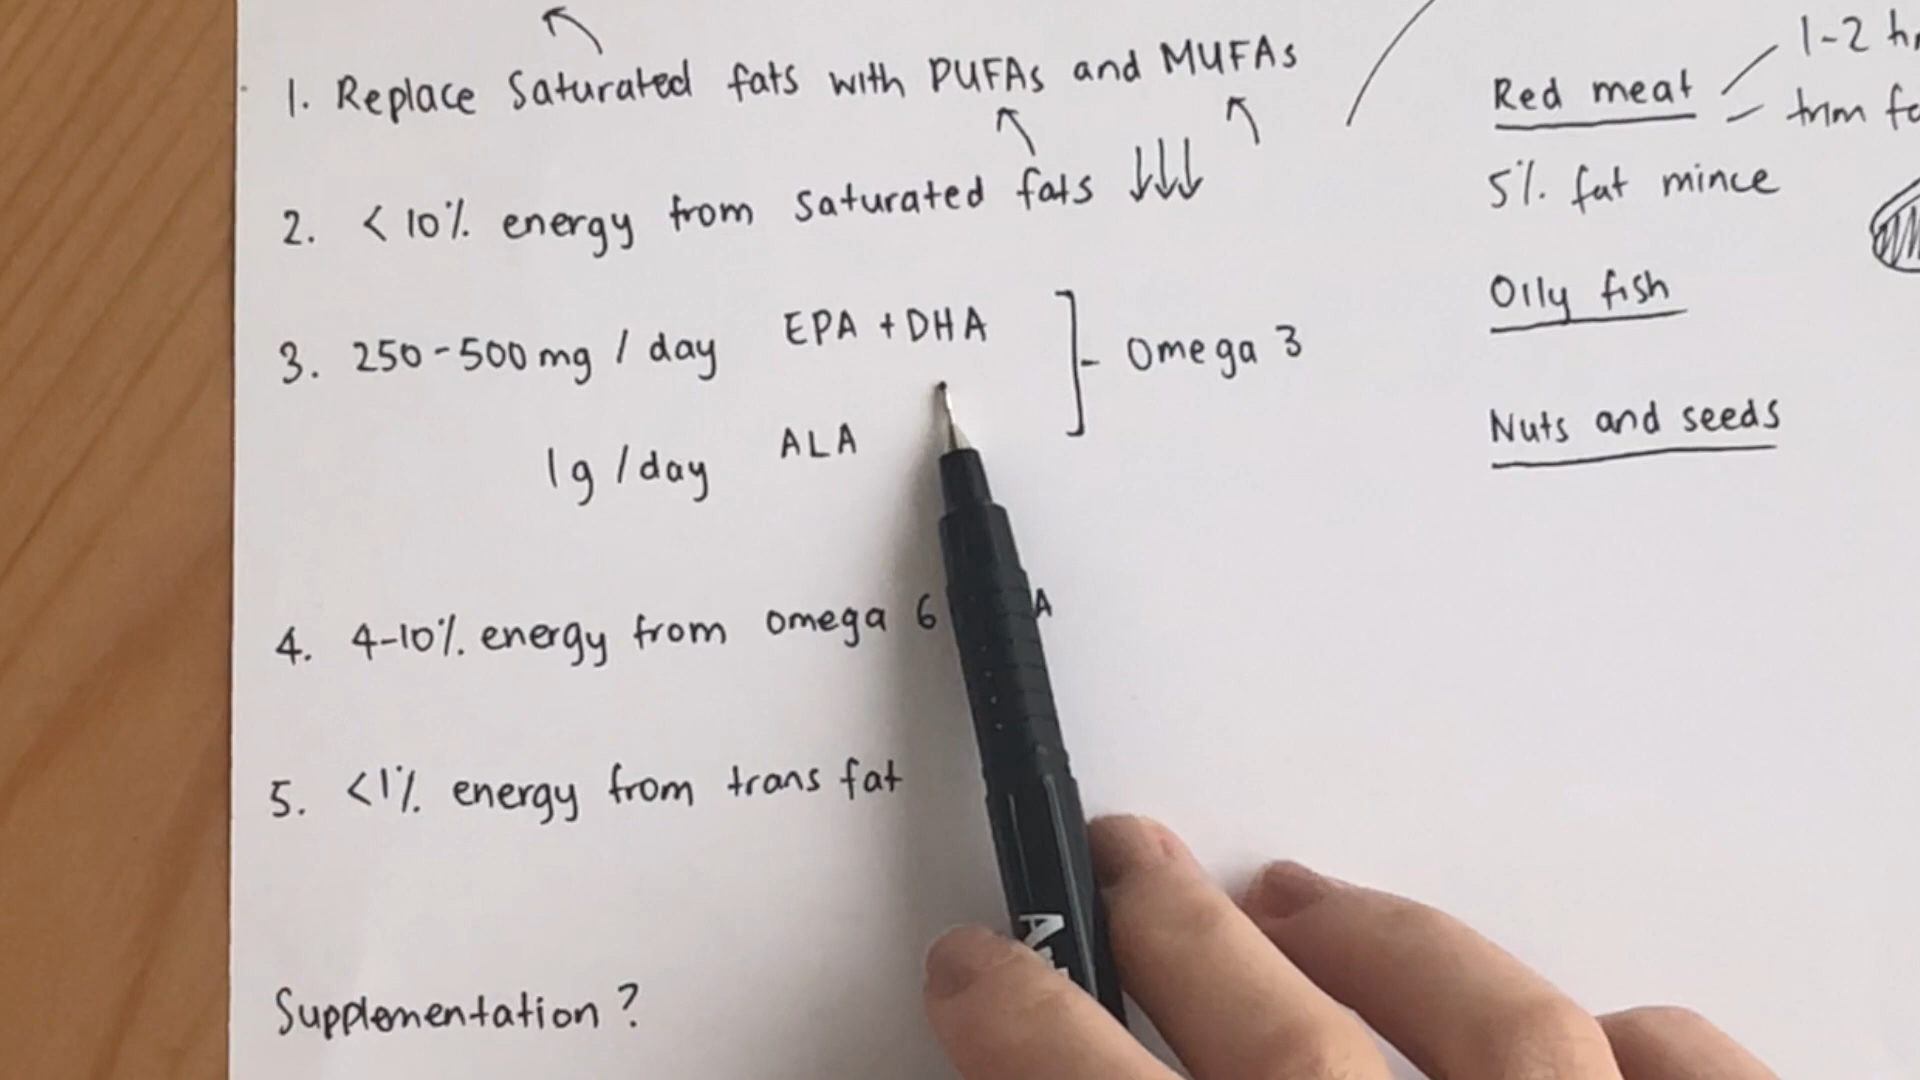 1. Replace Saturated fats with PUFAs and MUFAs
2. < 10% energy from saturated fats ↓↓↓
3. 250-500mg / day EPA + DHA
1g / day ALA
Omega 3
4. 4-10% energy from omega 6
5. <1% energy from trans fat
Supplementation?
Red meat
1-2
trim
5% fat mince
Oily fish
Nuts and seeds